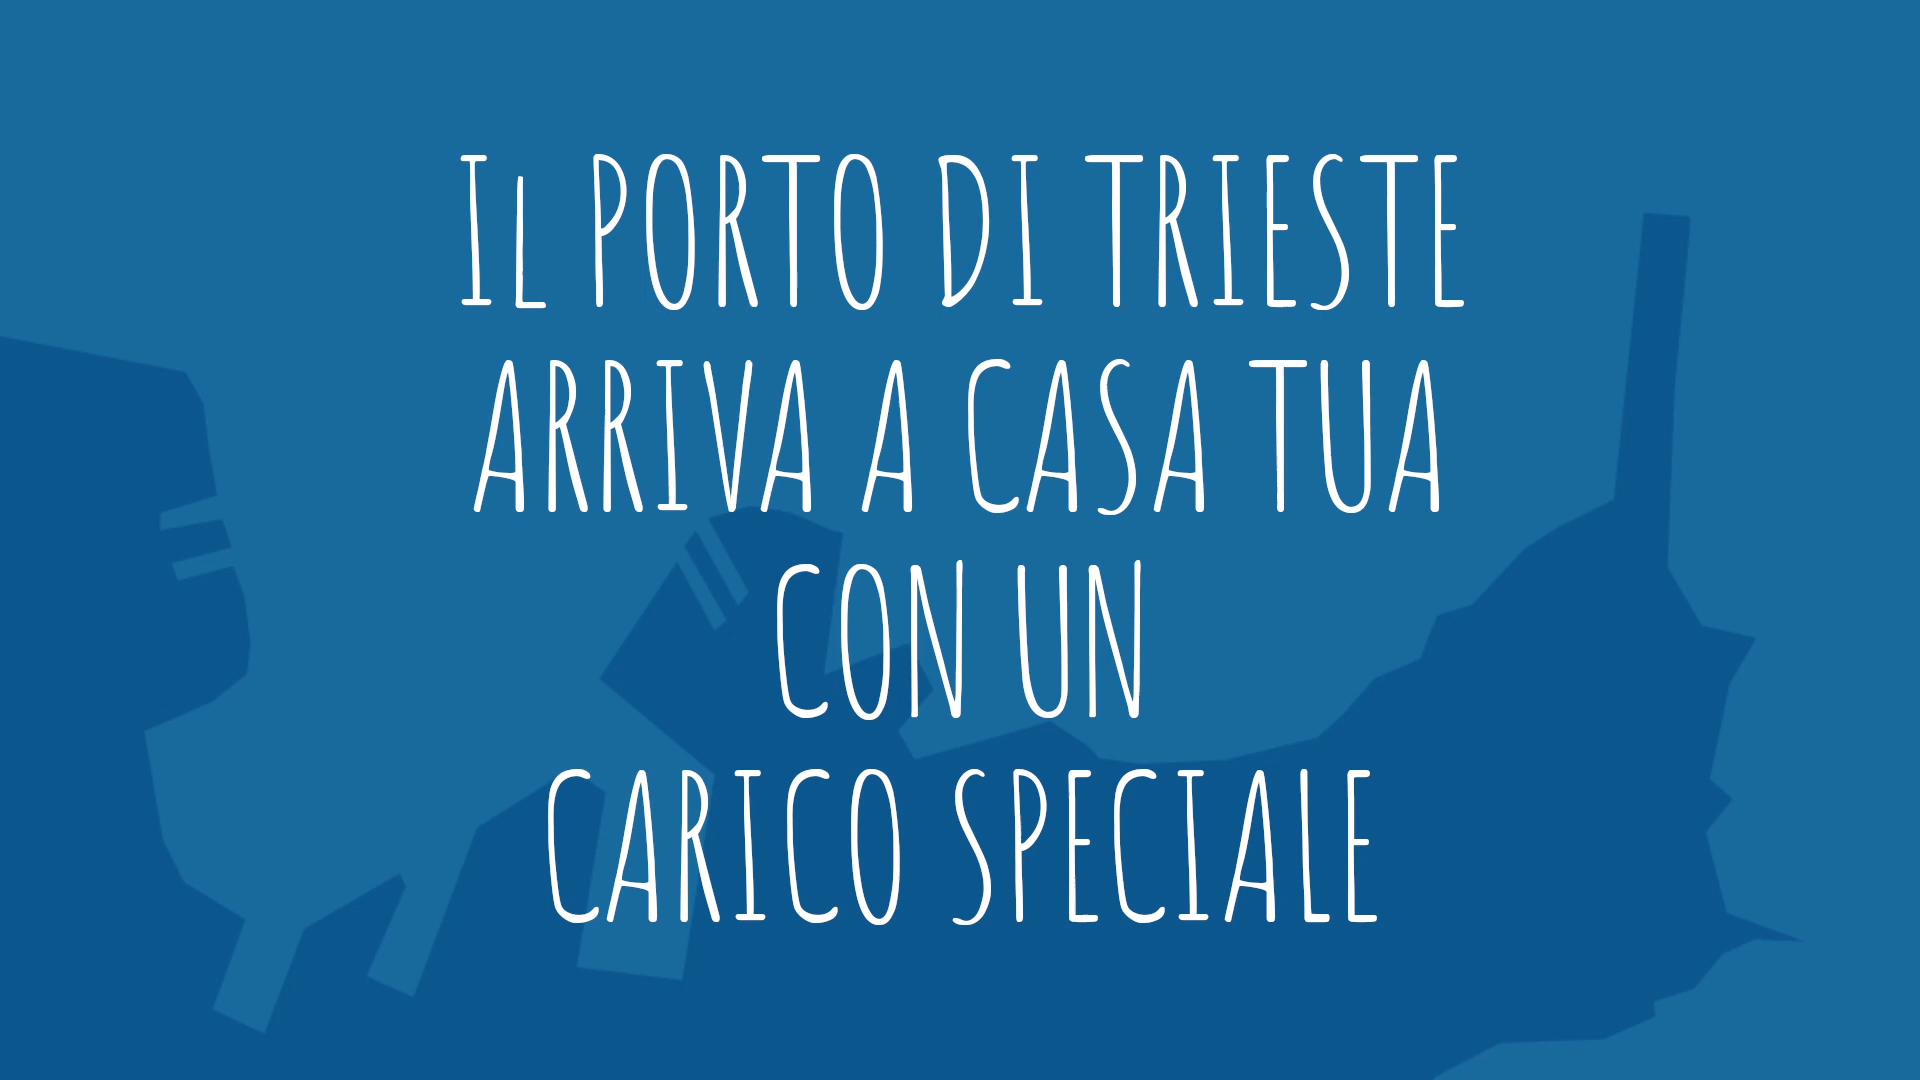 Il PORTO DI TRIESTE
ARRIVA A CASA TUA
CON UN
CARICO SPECIALE